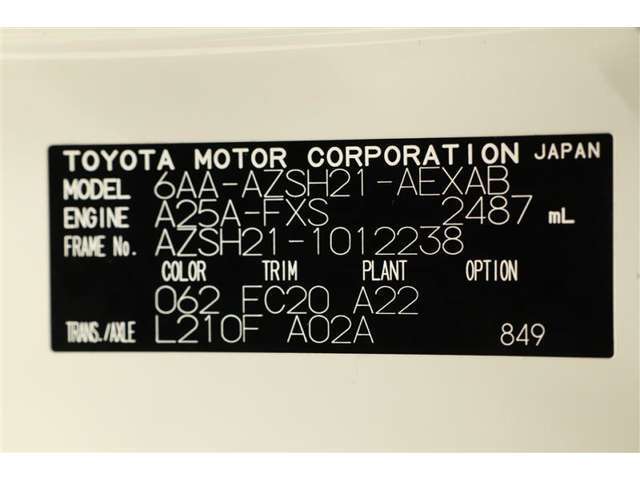 TOYOTA MOTOR CORPORATION JAPAN
MODEL 6AA-AZSH21-AEXAB
ENGINE A25A-FXS 2487 mL
FRAME No. AZSH21-1012238
COLOR TRIM PLANT OPTION
062 FC20 A22
TRANS./AXLE L210F A02A 849